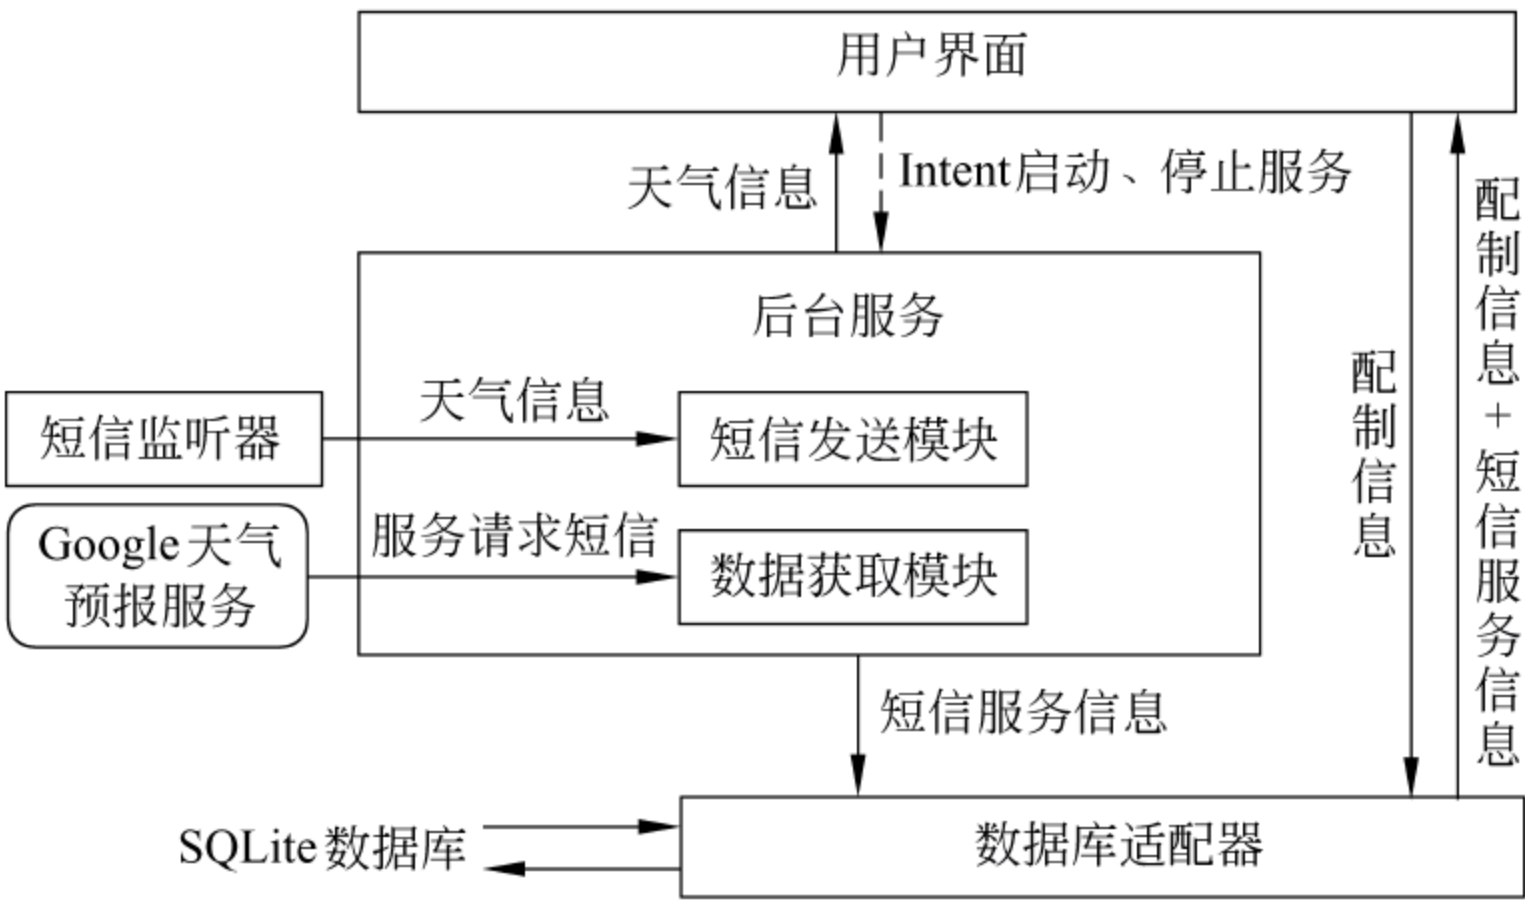 用户界面
天气信息
Intent启动、停止服务
配制信息+短信服务信息
后台服务
配制信息
天气信息
短信监听器
短信发送模块
服务请求短信
Google天气
预报服务
数据获取模块
短信服务信息
SQLite数据库
数据库适配器